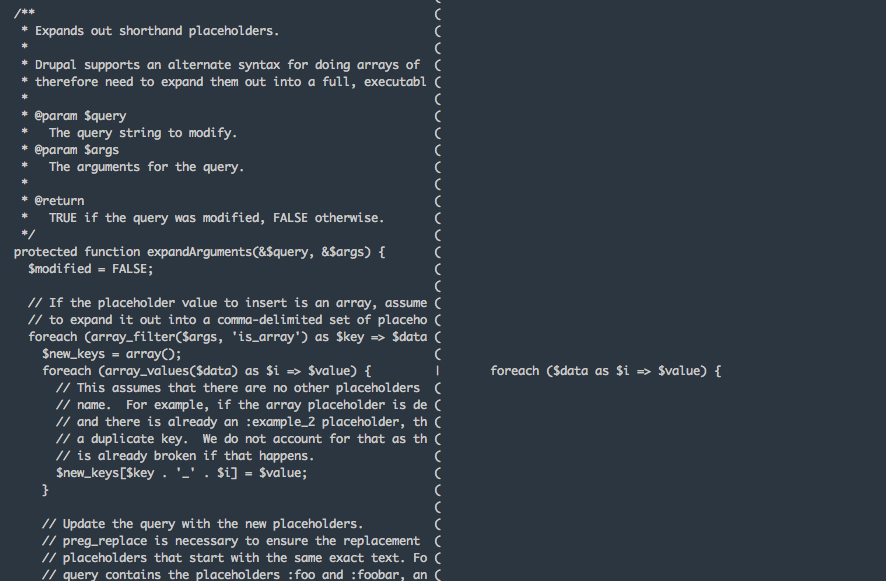 /**
 * Expands out shorthand placeholders. (
 * (
 * Drupal supports an alternate syntax for doing arrays of (
 * therefore need to expand them out into a full, executabl (
 * (
 * @param $query (
 *   The query string to modify. (
 * @param $args (
 *   The arguments for the query. (
 * (
 * @return (
 *   TRUE if the query was modified, FALSE otherwise. (
 */ (
protected function expandArguments(&$query, &$args) { (
  $modified = FALSE; (
(
  // If the placeholder value to insert is an array, assume (
  // to expand it out into a comma-delimited set of placeho (
  foreach (array_filter($args, 'is_array') as $key => $data (
    $new_keys = array(); (
    foreach (array_values($data) as $i => $value) { |     foreach ($data as $i => $value) {
      // This assumes that there are no other placeholders (
      // name.  For example, if the array placeholder is de (
      // and there is already an :example_2 placeholder, th (
      // a duplicate key.  We do not account for that as th (
      // is already broken if that happens. (
      $new_keys[$key . '_' . $i] = $value; (
    } (
(
    // Update the query with the new placeholders. (
    // preg_replace is necessary to ensure the replacement (
    // placeholders that start with the same exact text. Fo (
    // query contains the placeholders :foo and :foobar, an (